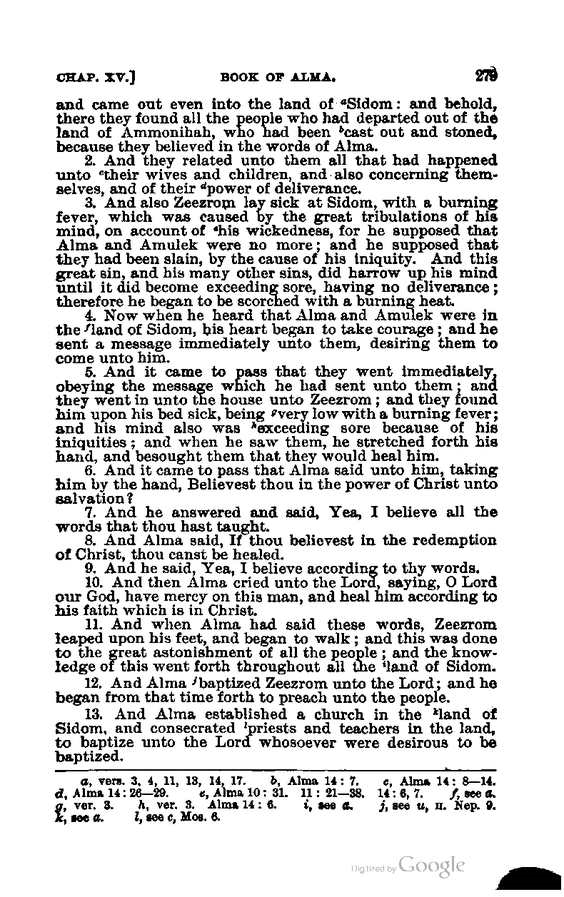 CHAP. XV.] BOOK OF ALMA. 279
and came out even into the land of ᵃSidom: and behold,
there they found all the people who had departed out of the
land of Ammonihah, who had been ᵇcast out and stoned,
because they believed in the words of Alma.
2. And they related unto them all that had happened
unto ᶜtheir wives and children, and also concerning them-
selves, and of their ᵈpower of deliverance.
3. And also Zeezrom lay sick at Sidom, with a burning
fever, which was caused by the great tribulations of his
mind, on account of ᵉhis wickedness, for he supposed that
Alma and Amulek were no more; and he supposed that
they had been slain, by the cause of his iniquity. And this
great sin, and his many other sins, did harrow up his mind
until it did become exceeding sore, having no deliverance;
therefore he began to be scorched with a burning heat.
4. Now when he heard that Alma and Amulek were in
the ᶠland of Sidom, his heart began to take courage; and he
sent a message immediately unto them, desiring them to
come unto him.
5. And it came to pass that they went immediately,
obeying the message which he had sent unto them; and
they went in unto the house unto Zeezrom; and they found
him upon his bed sick, being ᵍvery low with a burning fever;
and his mind also was ʰexceeding sore because of his
iniquities; and when he saw them, he stretched forth his
hand, and besought them that they would heal him.
6. And it came to pass that Alma said unto him, taking
him by the hand, Believest thou in the power of Christ unto
salvation?
7. And he answered and said, Yea, I believe all the
words that thou hast taught.
8. And Alma said, If thou believest in the redemption
of Christ, thou canst be healed.
9. And he said, Yea, I believe according to thy words.
10. And then Alma cried unto the Lord, saying, O Lord
our God, have mercy on this man, and heal him according to
his faith which is in Christ.
11. And when Alma had said these words, Zeezrom
leaped upon his feet, and began to walk; and this was done
to the great astonishment of all the people; and the know-
ledge of this went forth throughout all the ⁱland of Sidom.
12. And Alma ʲbaptized Zeezrom unto the Lord; and he
began from that time forth to preach unto the people.
13. And Alma established a church in the ᵏland of
Sidom, and consecrated ˡpriests and teachers in the land,
to baptize unto the Lord whosoever were desirous to be
baptized.
a, vers. 3, 4, 11, 13, 14, 17. b, Alma 14: 7. c, Alma 14: 8—14.
d, Alma 14: 26—29. e, Alma 10: 31. 11: 21—38. 14: 6, 7. f, see a.
g, ver. 3. h, ver. 3. Alma 14: 6. i, see a. j, see u, II. Nep. 9.
k, see a. l, see c, Mos. 6.
Digitized by Google